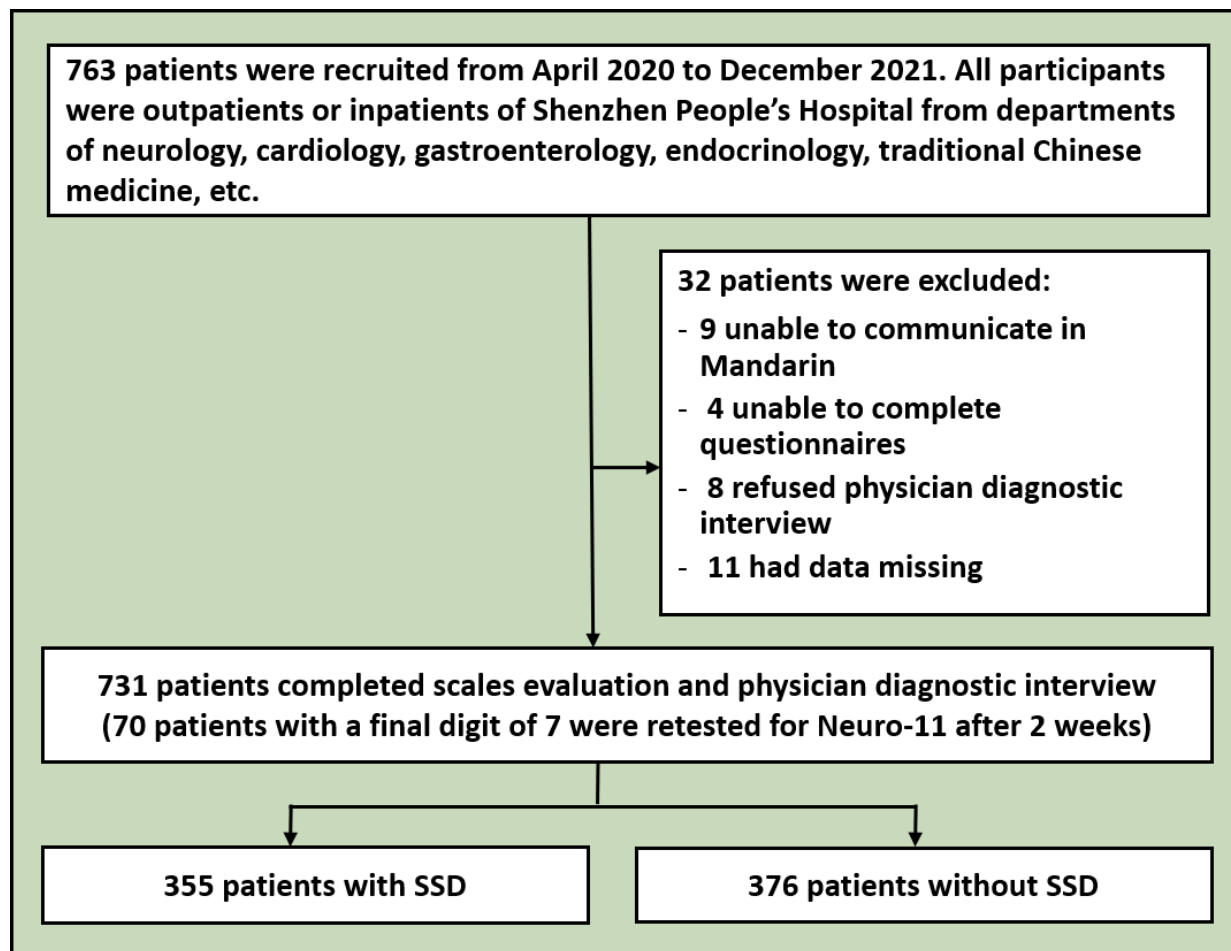 763 patients were recruited from April 2020 to December 2021. All participants
were outpatients or inpatients of Shenzhen People’s Hospital from departments
of neurology, cardiology, gastroenterology, endocrinology, traditional Chinese
medicine, etc.
32 patients were excluded:
- 9 unable to communicate in
Mandarin
- 4 unable to complete
questionnaires
- 8 refused physician diagnostic
interview
- 11 had data missing
731 patients completed scales evaluation and physician diagnostic interview
(70 patients with a final digit of 7 were retested for Neuro-11 after 2 weeks)
355 patients with SSD
376 patients without SSD